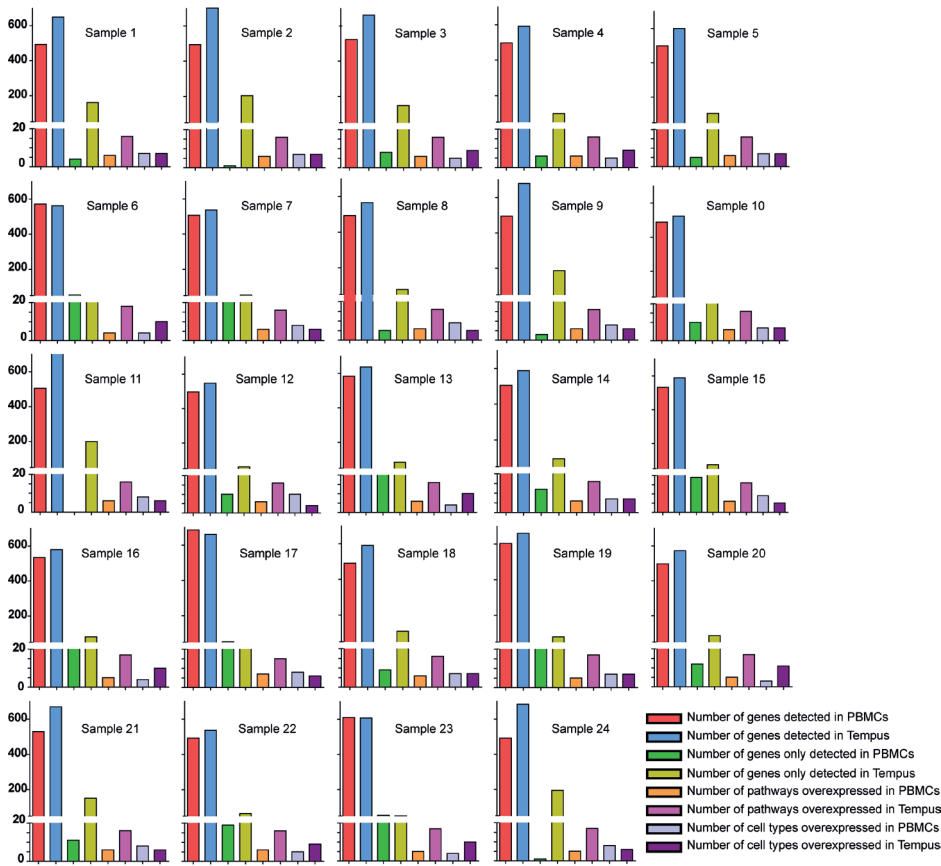 600
400
200
20
0
Sample 1
Sample 2
Sample 3
Sample 4
Sample 5
600
400
200
20
0
Sample 6
Sample 7
Sample 8
Sample 9
Sample 10
600
400
200
20
0
Sample 11
Sample 12
Sample 13
Sample 14
Sample 15
600
400
200
20
0
Sample 16
Sample 17
Sample 18
Sample 19
Sample 20
600
400
200
20
0
Sample 21
Sample 22
Sample 23
Sample 24
Number of genes detected in PBMCs
Number of genes detected in Tempus
Number of genes only detected in PBMCs
Number of genes only detected in Tempus
Number of pathways overexpressed in PBMCs
Number of pathways overexpressed in Tempus
Number of cell types overexpressed in PBMCs
Number of cell types overexpressed in Tempus